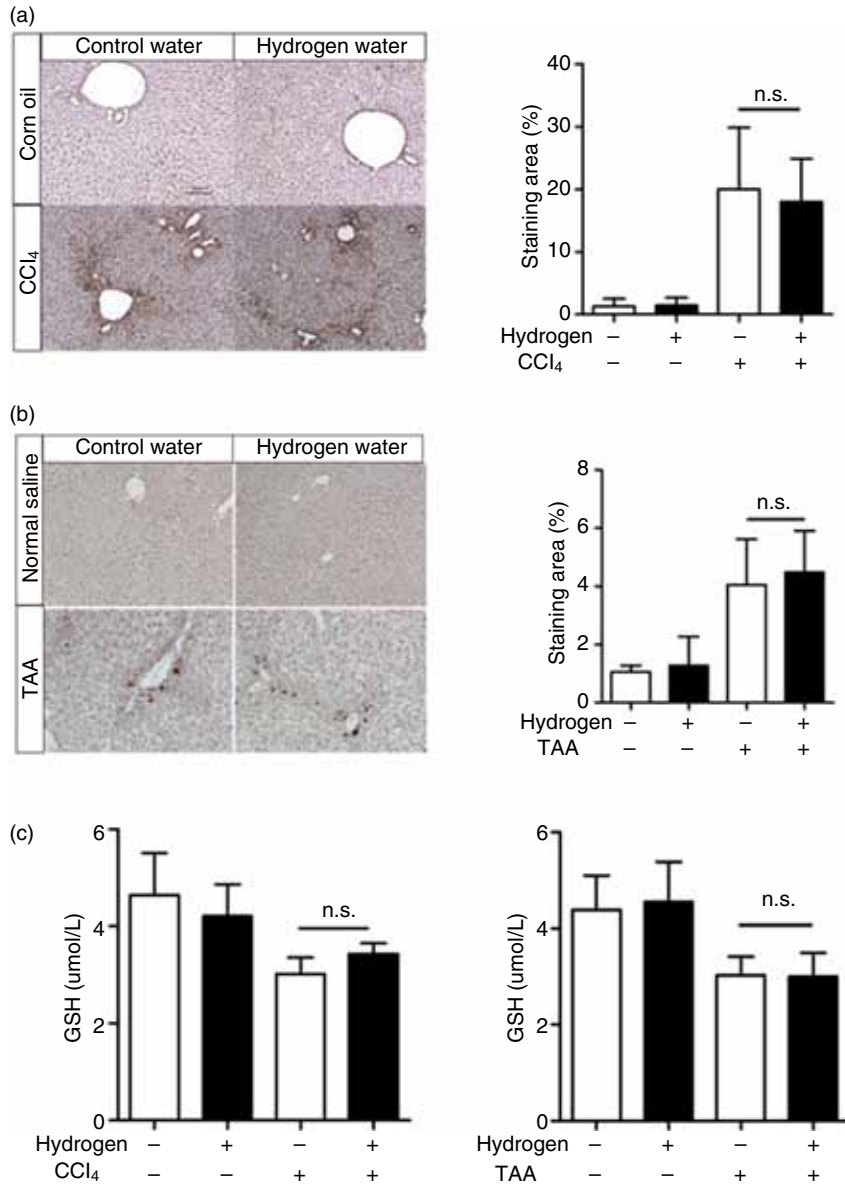 (a)
Control water Hydrogen water
Corn oil
CCl₄
Staining area (%)
40
30
20
10
0
n.s.
Hydrogen – + – +
CCl₄ – – + +
(b)
Control water Hydrogen water
Normal saline
TAA
Staining area (%)
8
6
4
2
0
n.s.
Hydrogen – + – +
TAA – – + +
(c)
GSH (umol/L)
6
4
2
0
n.s.
Hydrogen – + – +
CCl₄ – – + +
GSH (umol/L)
6
4
2
0
n.s.
Hydrogen – + – +
TAA – – + +